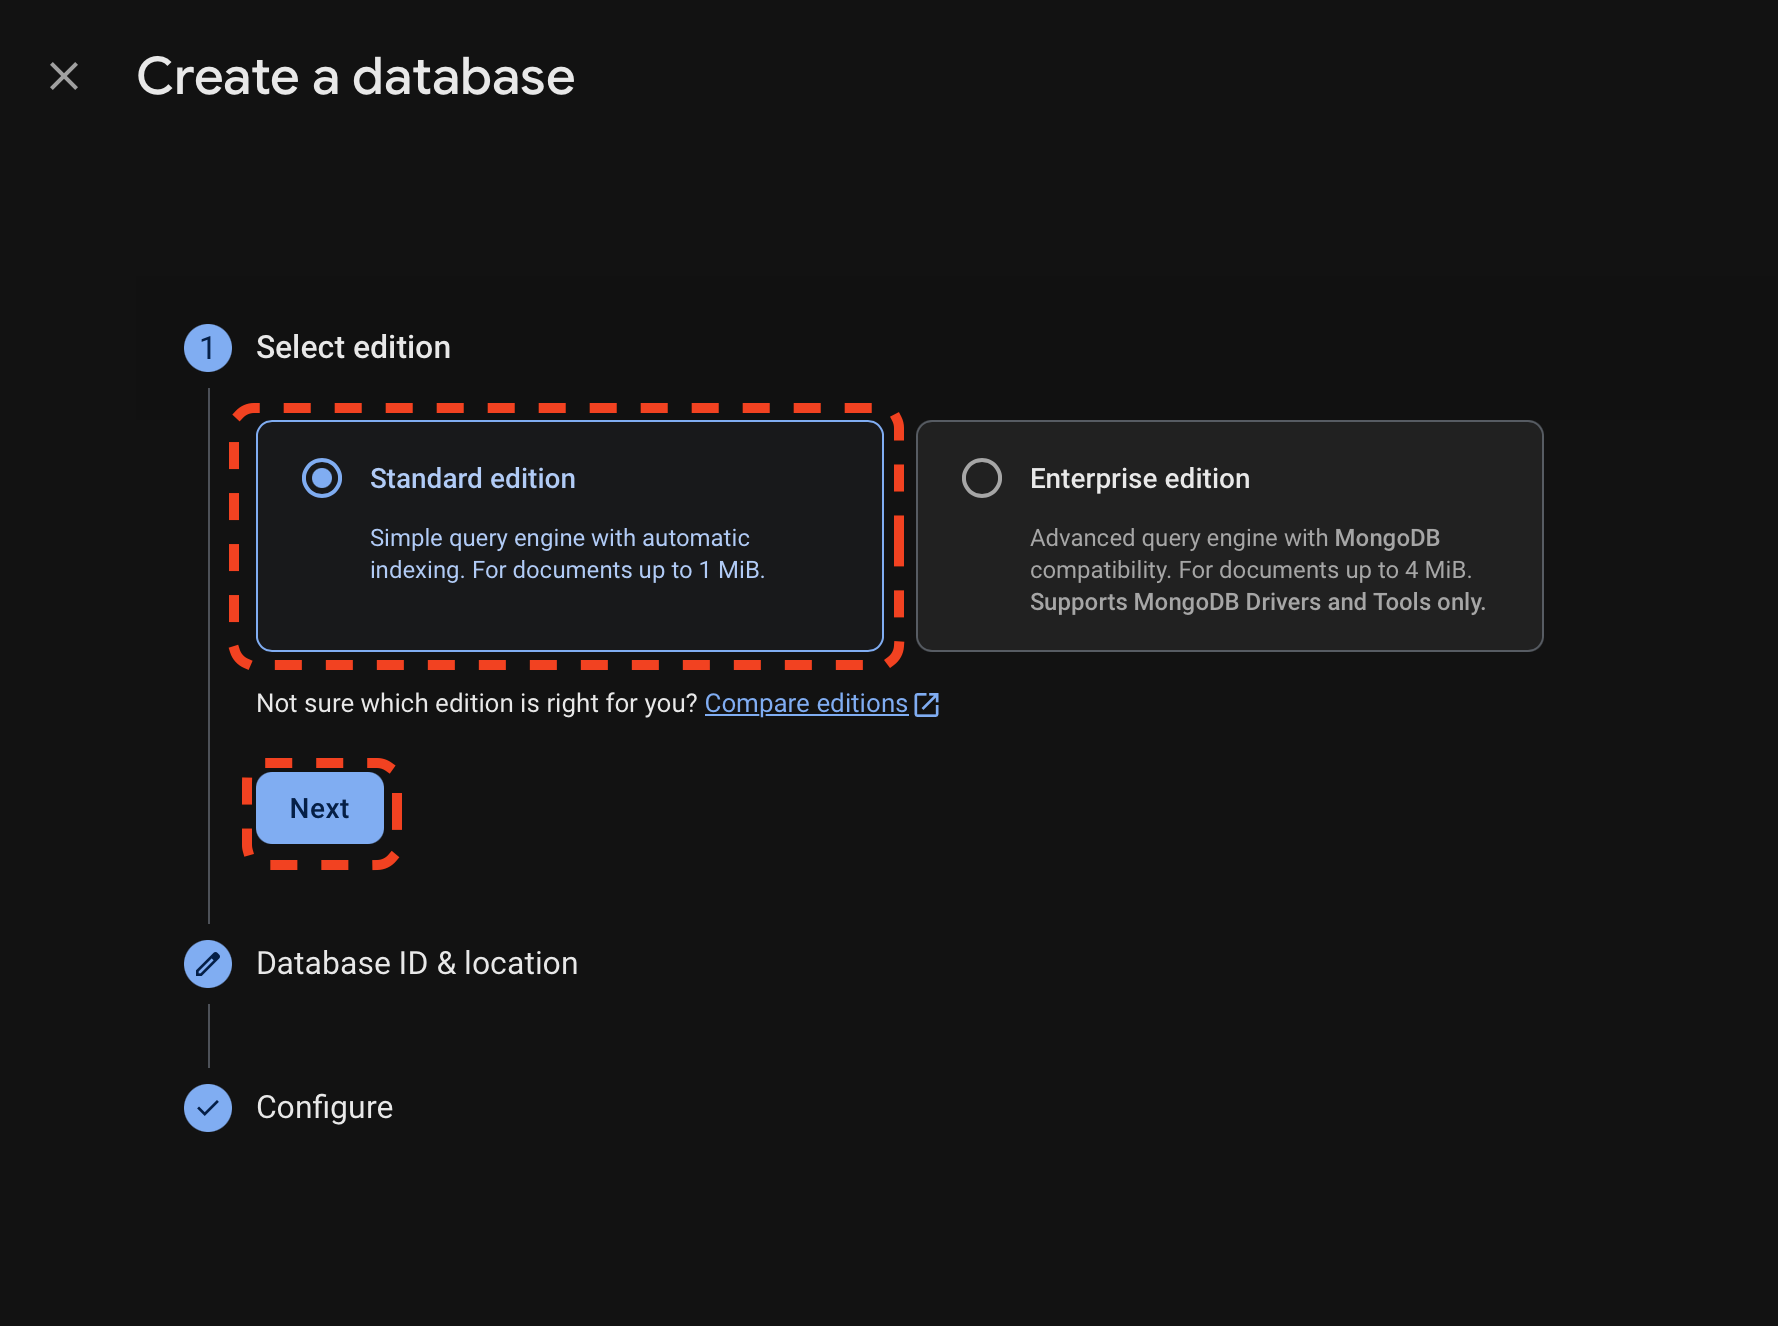 Create a database
1 Select edition
Standard edition
Simple query engine with automatic
indexing. For documents up to 1 MiB.
Enterprise edition
Advanced query engine with MongoDB
compatibility. For documents up to 4 MiB.
Supports MongoDB Drivers and Tools only.
Not sure which edition is right for you? Compare editions
Next
Database ID & location
Configure